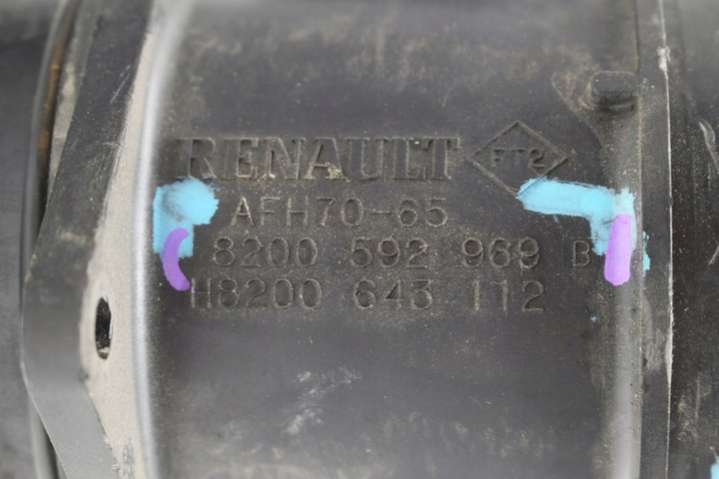 RENAULT FT2
AFH70-65
8200 592 969 B
H8200 643 112